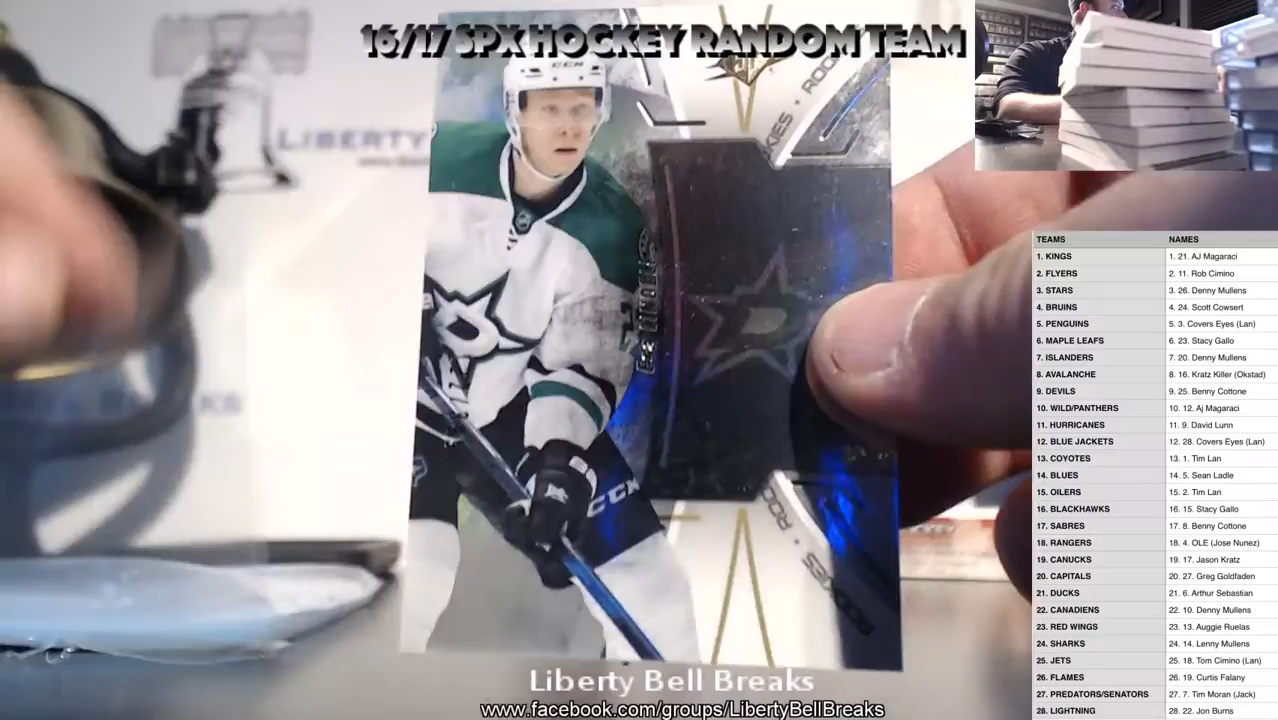 16/17 SPX HOCKEY RANDOM TEAM
LIBERTY
CCM
ROOKIES
CCM
ROOKIES
TEAMS NAMES
1. KINGS 1. 21. AJ Magaraci
2. FLYERS 2. 11. Rob Cimino
3. STARS 3. 26. Denny Mullens
4. BRUINS 4. 24. Scott Cowsert
5. PENGUINS 5. 3. Covers Eyes (Lan)
6. MAPLE LEAFS 6. 23. Stacy Gallo
7. ISLANDERS 7. 20. Denny Mullens
8. AVALANCHE 8. 16. Kratz Killer (Okstad)
9. DEVILS 9. 25. Benny Cottone
10. WILD/PANTHERS 10. 12. Aj Magaraci
11. HURRICANES 11. 9. David Lunn
12. BLUE JACKETS 12. 28. Covers Eyes (Lan)
13. COYOTES 13. 1. Tim Lan
14. BLUES 14. 5. Sean Ladle
15. OILERS 15. 2. Tim Lan
16. BLACKHAWKS 16. 15. Stacy Gallo
17. SABRES 17. 8. Benny Cottone
18. RANGERS 18. 4. OLE (Jose Nunez)
19. CANUCKS 19. 17. Jason Kratz
20. CAPITALS 20. 27. Greg Goldfaden
21. DUCKS 21. 6. Arthur Sebastian
22. CANADIENS 22. 10. Denny Mullens
23. RED WINGS 23. 13. Auggie Ruelas
24. SHARKS 24. 14. Lenny Mullens
25. JETS 25. 18. Tom Cimino (Lan)
26. FLAMES 26. 19. Curtis Falany
27. PREDATORS/SENATORS 27. 7. Tim Moran (Jack)
28. LIGHTNING 28. 22. Jon Burns
Liberty Bell Breaks
www.facebook.com/groups/LibertyBellBreaks